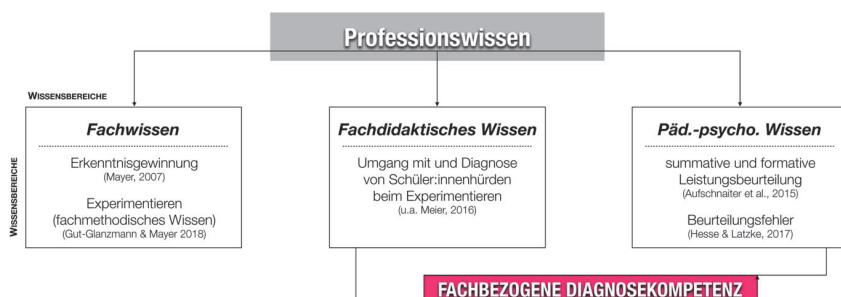 Professionswissen
WISSENSBEREICHE
WISSENSBEREICHE
Fachwissen
Erkenntnisgewinnung
(Mayer, 2007)
Experimentieren
(fachmethodisches Wissen)
(Gut-Glanzmann & Mayer 2018)
Fachdidaktisches Wissen
Umgang mit und Diagnose
von Schüler:innenhürden
beim Experimentieren
(u.a. Meier, 2016)
Päd.-psycho. Wissen
summative und formative
Leistungsbeurteilung
(Aufschnaiter et al., 2015)
Beurteilungsfehler
(Hesse & Latzke, 2017)
FACHBEZOGENE DIAGNOSEKOMPETENZ